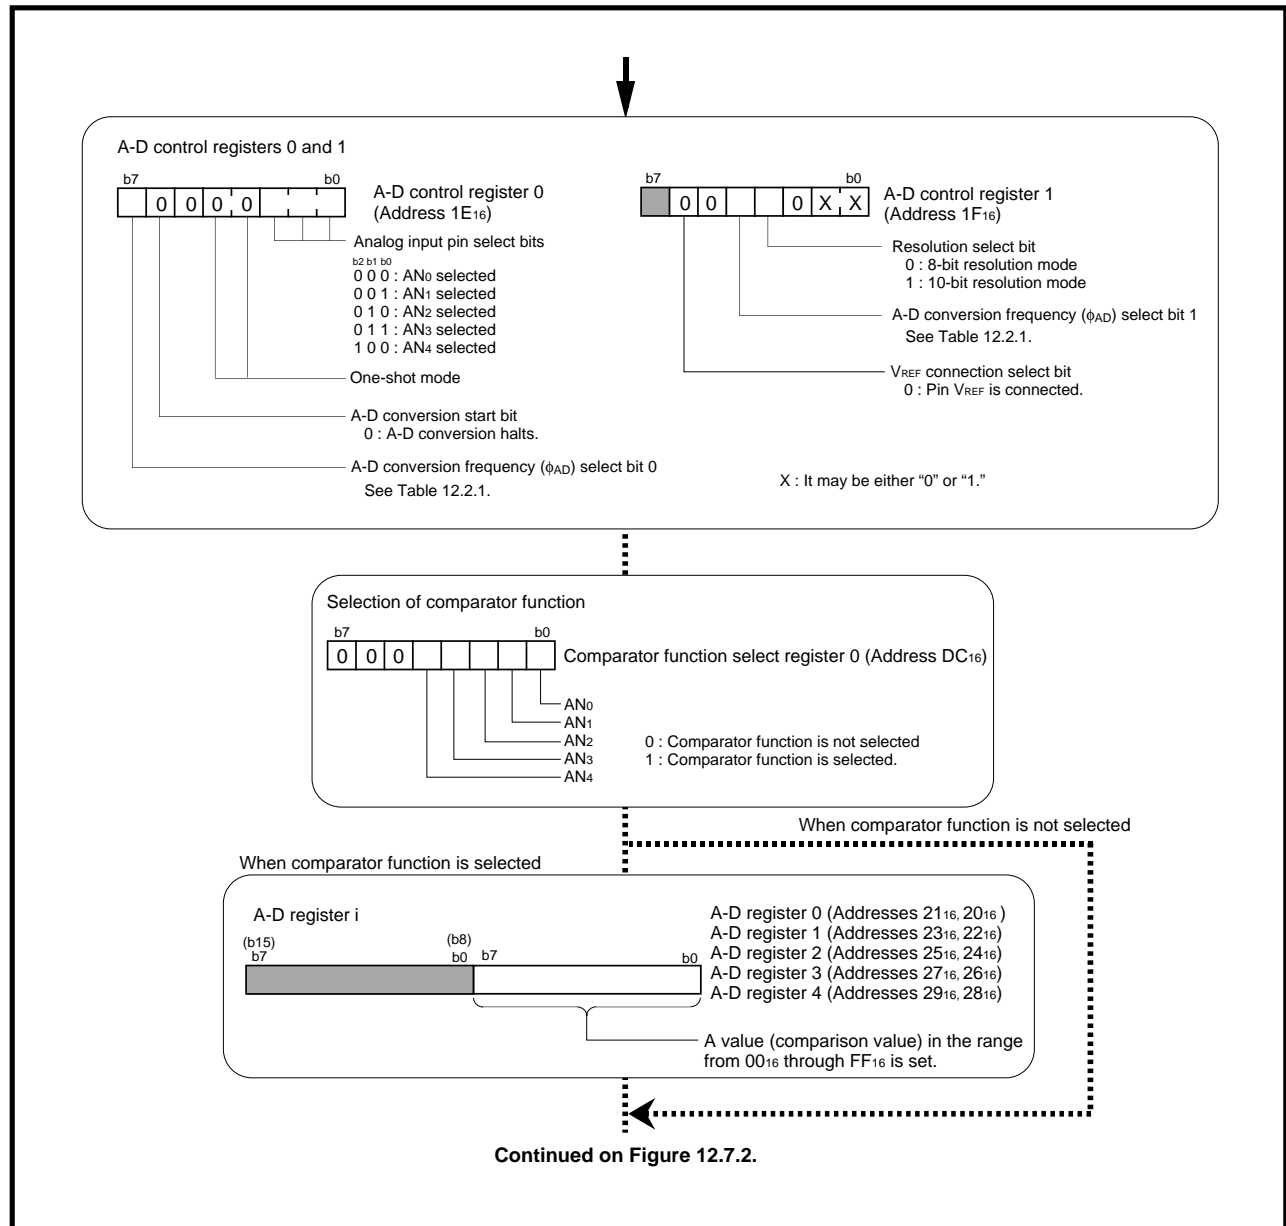 A-D control registers 0 and 1
b7 b0
0 0 0 0
A-D control register 0
(Address 1E16)
Analog input pin select bits
b2 b1 b0
0 0 0 : AN0 selected
0 0 1 : AN1 selected
0 1 0 : AN2 selected
0 1 1 : AN3 selected
1 0 0 : AN4 selected
One-shot mode
A-D conversion start bit
0 : A-D conversion halts.
A-D conversion frequency (ϕAD) select bit 0
See Table 12.2.1.
b7 b0
0 0 0 X X
A-D control register 1
(Address 1F16)
Resolution select bit
0 : 8-bit resolution mode
1 : 10-bit resolution mode
A-D conversion frequency (ϕAD) select bit 1
See Table 12.2.1.
VREF connection select bit
0 : Pin VREF is connected.
X : It may be either “0” or “1.”
Selection of comparator function
b7 b0
0 0 0
Comparator function select register 0 (Address DC16)
AN0
AN1
AN2
AN3
AN4
0 : Comparator function is not selected
1 : Comparator function is selected.
When comparator function is not selected
When comparator function is selected
A-D register i
(b15) (b8)
b7 b0 b7 b0
A-D register 0 (Addresses 2116, 2016 )
A-D register 1 (Addresses 2316, 2216)
A-D register 2 (Addresses 2516, 2416)
A-D register 3 (Addresses 2716, 2616)
A-D register 4 (Addresses 2916, 2816)
A value (comparison value) in the range
from 0016 through FF16 is set.
Continued on Figure 12.7.2.